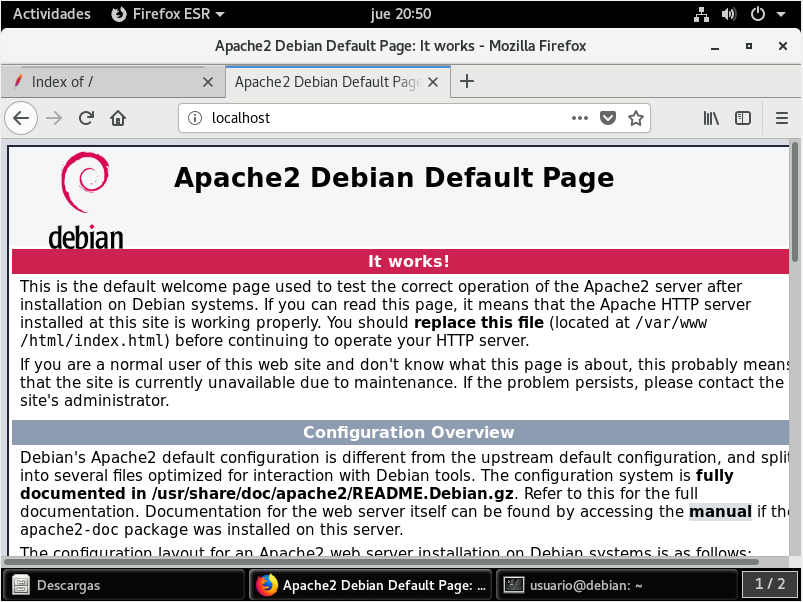 Actividades Firefox ESR jue 20:50
Apache2 Debian Default Page: It works - Mozilla Firefox
Index of / Apache2 Debian Default Page
localhost
debian
Apache2 Debian Default Page
It works!
This is the default welcome page used to test the correct operation of the Apache2 server after
installation on Debian systems. If you can read this page, it means that the Apache HTTP server
installed at this site is working properly. You should replace this file (located at /var/www
/html/index.html) before continuing to operate your HTTP server.
If you are a normal user of this web site and don't know what this page is about, this probably means
that the site is currently unavailable due to maintenance. If the problem persists, please contact the
site's administrator.
Configuration Overview
Debian's Apache2 default configuration is different from the upstream default configuration, and split
into several files optimized for interaction with Debian tools. The configuration system is fully
documented in /usr/share/doc/apache2/README.Debian.gz. Refer to this for the full
documentation. Documentation for the web server itself can be found by accessing the manual if the
apache2-doc package was installed on this server.
The configuration layout for an Apache2 web server installation on Debian systems is as follows:
Descargas Apache2 Debian Default Page: ... usuario@debian: ~ 1 / 2